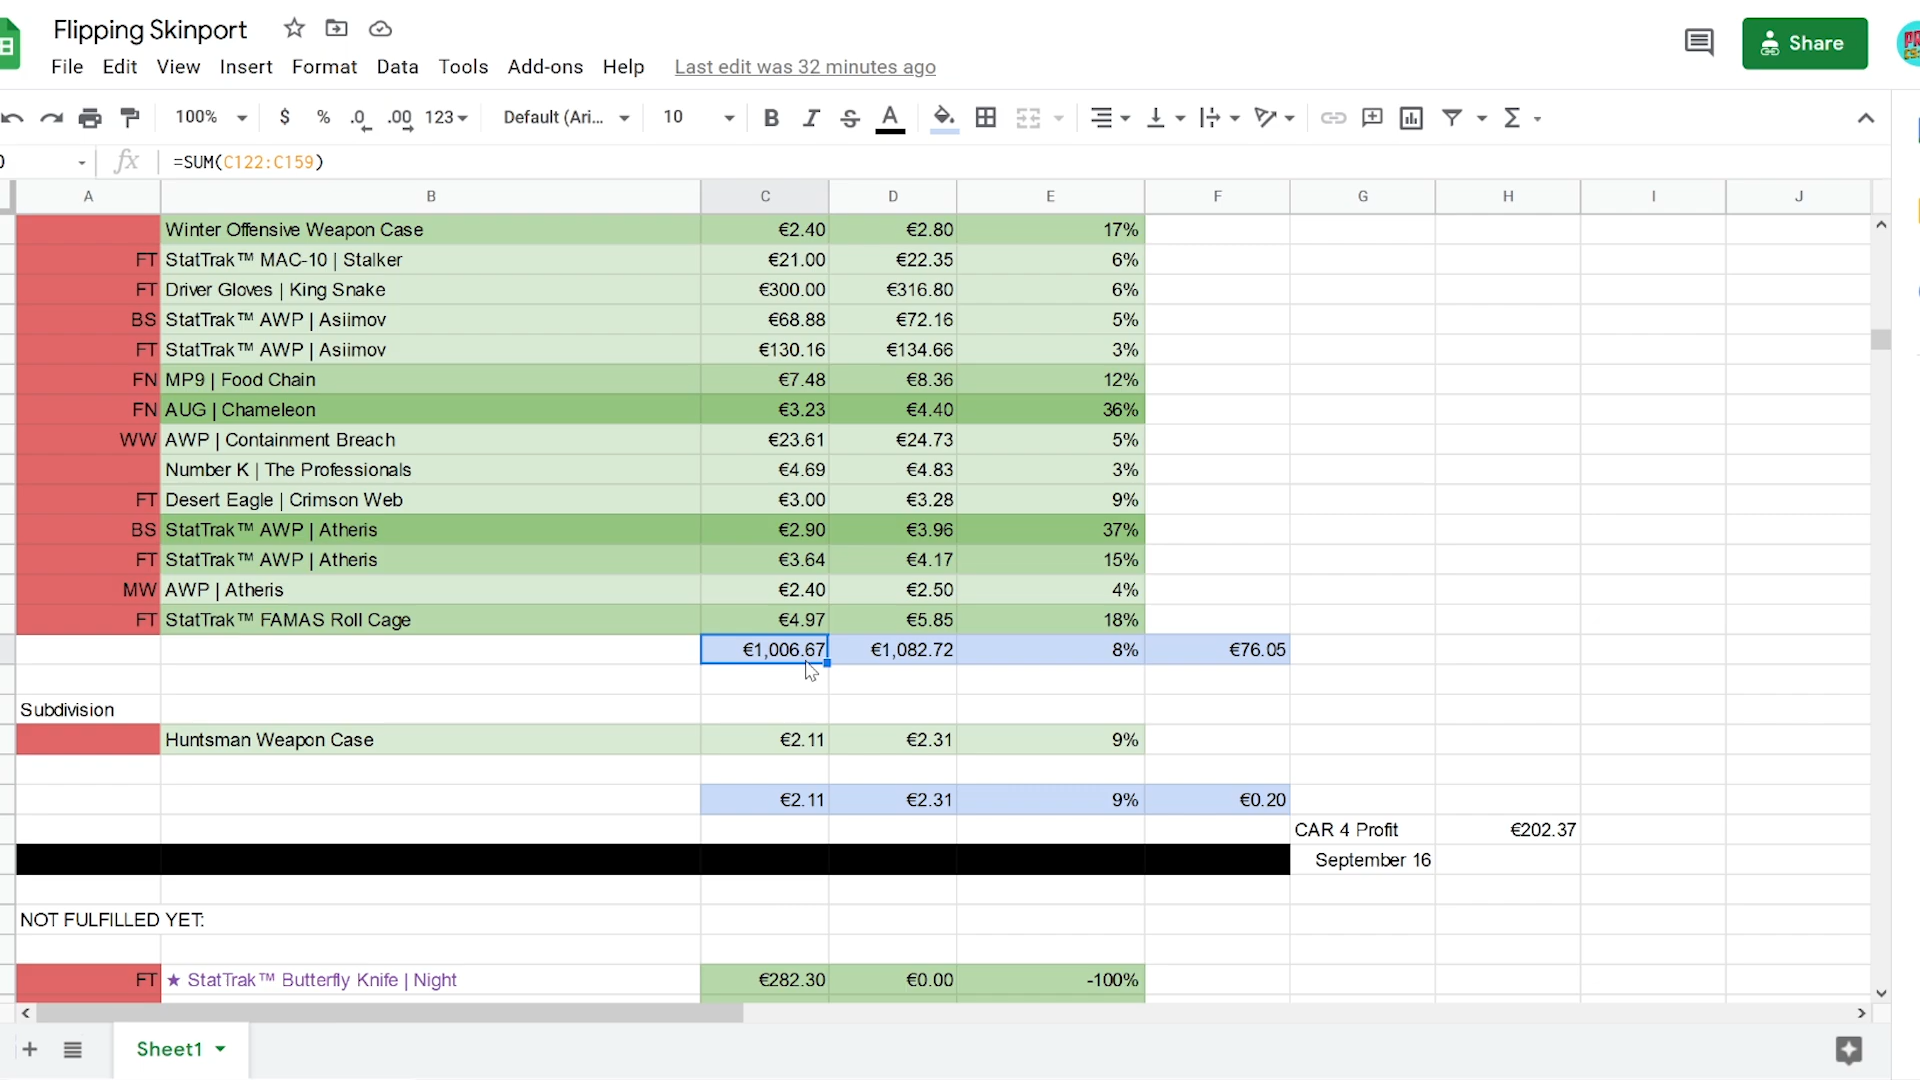 Flipping Skinport
File Edit View Insert Format Data Tools Add-ons Help Last edit was 32 minutes ago
Share
100% $ % .0 .00 123 Default (Ari... 10 B I S A Σ
fx =SUM(C122:C159)
A B C D E F G H I J
Winter Offensive Weapon Case €2.40 €2.80 17%
FT StatTrak™ MAC-10 | Stalker €21.00 €22.35 6%
FT Driver Gloves | King Snake €300.00 €316.80 6%
BS StatTrak™ AWP | Asiimov €68.88 €72.16 5%
FT StatTrak™ AWP | Asiimov €130.16 €134.66 3%
FN MP9 | Food Chain €7.48 €8.36 12%
FN AUG | Chameleon €3.23 €4.40 36%
WW AWP | Containment Breach €23.61 €24.73 5%
Number K | The Professionals €4.69 €4.83 3%
FT Desert Eagle | Crimson Web €3.00 €3.28 9%
BS StatTrak™ AWP | Atheris €2.90 €3.96 37%
FT StatTrak™ AWP | Atheris €3.64 €4.17 15%
MW AWP | Atheris €2.40 €2.50 4%
FT StatTrak™ FAMAS Roll Cage €4.97 €5.85 18%
€1,006.67 €1,082.72 8% €76.05
Subdivision
Huntsman Weapon Case €2.11 €2.31 9%
€2.11 €2.31 9% €0.20
CAR 4 Profit €202.37
September 16
NOT FULFILLED YET:
FT ★ StatTrak™ Butterfly Knife | Night €282.30 €0.00 -100%
Sheet1